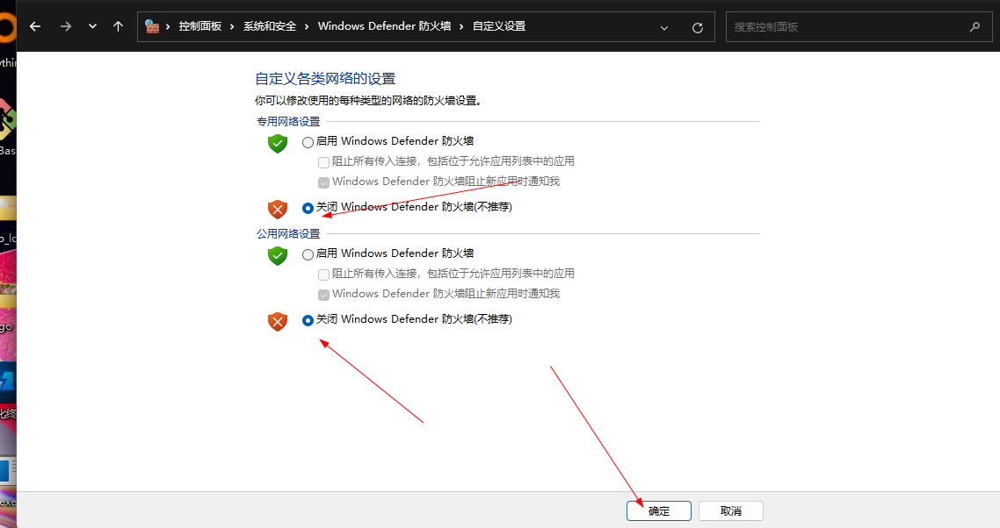 控制面板 › 系统和安全 › Windows Defender 防火墙 › 自定义设置
搜索控制面板
自定义各类网络的设置
你可以修改使用的每种类型的网络的防火墙设置。
专用网络设置
启用 Windows Defender 防火墙
阻止所有传入连接，包括位于允许应用列表中的应用
Windows Defender 防火墙阻止新应用时通知我
关闭 Windows Defender 防火墙(不推荐)
公用网络设置
启用 Windows Defender 防火墙
阻止所有传入连接，包括位于允许应用列表中的应用
Windows Defender 防火墙阻止新应用时通知我
关闭 Windows Defender 防火墙(不推荐)
确定
取消